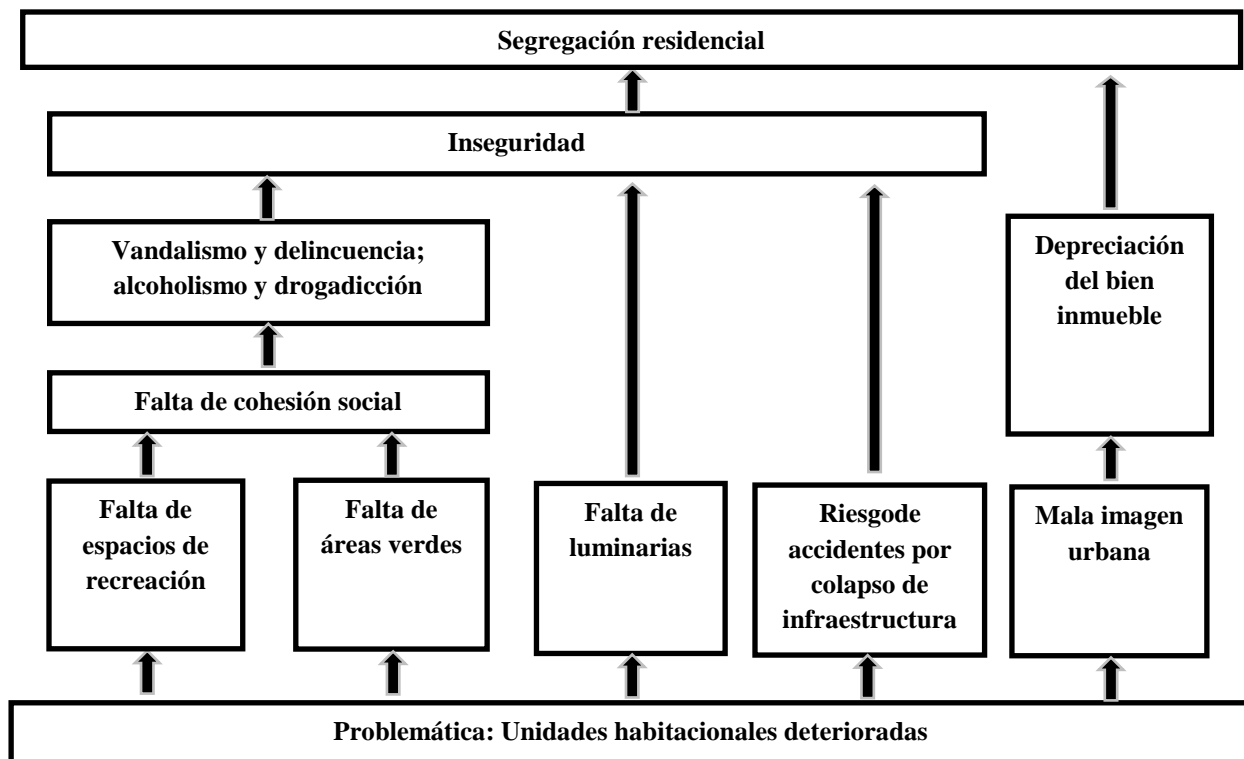 Segregación residencial
Inseguridad
Vandalismo y delincuencia;
alcoholismo y drogadicción
Depreciación
del bien
inmueble
Falta de cohesión social
Falta de
espacios de
recreación
Falta de
áreas verdes
Falta de
luminarias
Riesgode
accidentes por
colapso de
infraestructura
Mala imagen
urbana
Problemática: Unidades habitacionales deterioradas